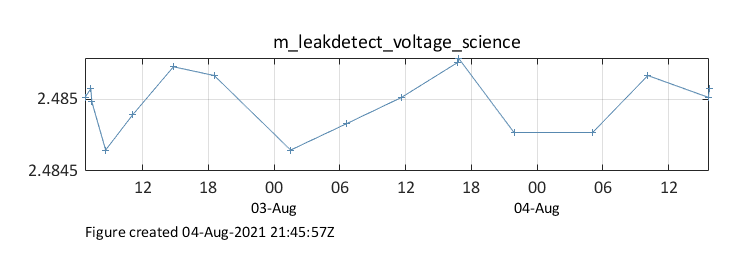 m_leakdetect_voltage_science
2.485
2.4845
12 18 00 06 12 18 00 06 12
03-Aug 04-Aug
Figure created 04-Aug-2021 21:45:57Z